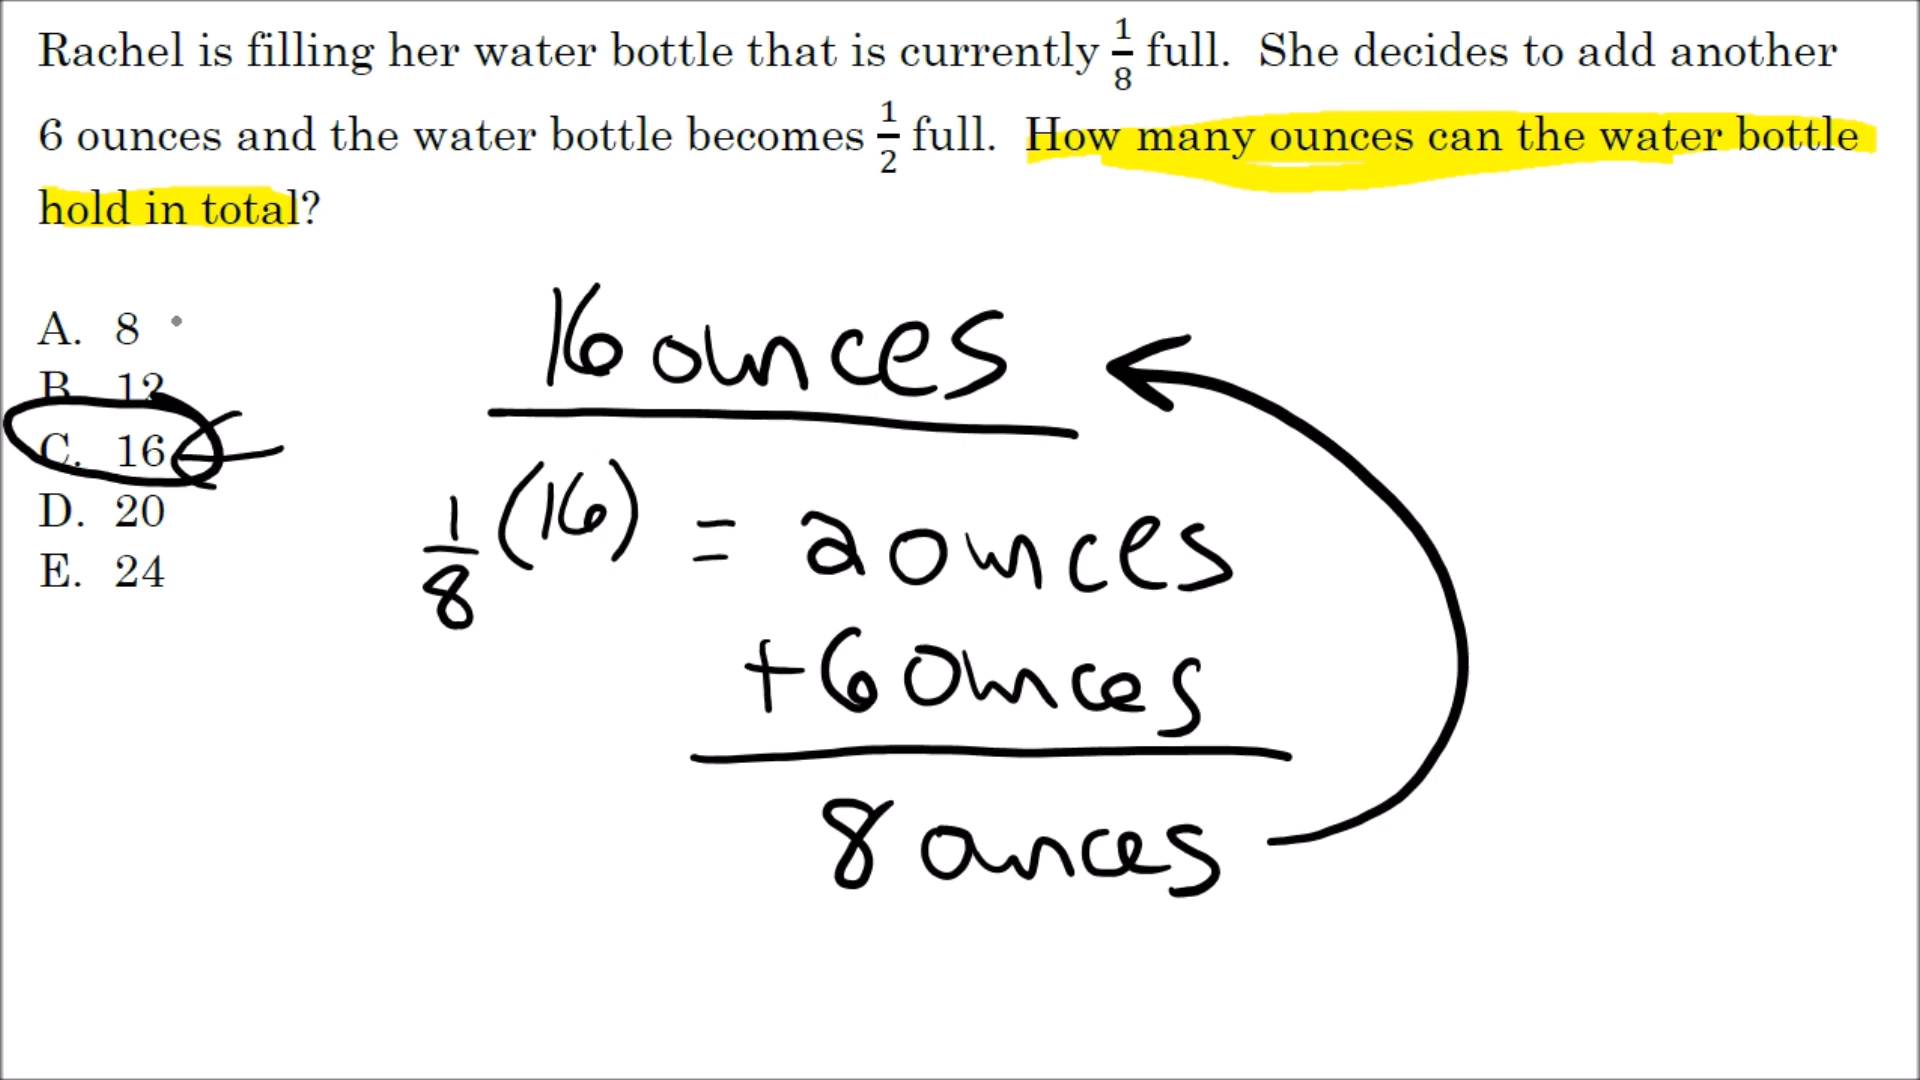 Rachel is filling her water bottle that is currently 1/8 full. She decides to add another
6 ounces and the water bottle becomes 1/2 full. How many ounces can the water bottle
hold in total?
A. 8
B. 12
C. 16
D. 20
E. 24
16 ounces
1/8 (16) = 2 ounces
+ 6 ounces
8 ounces